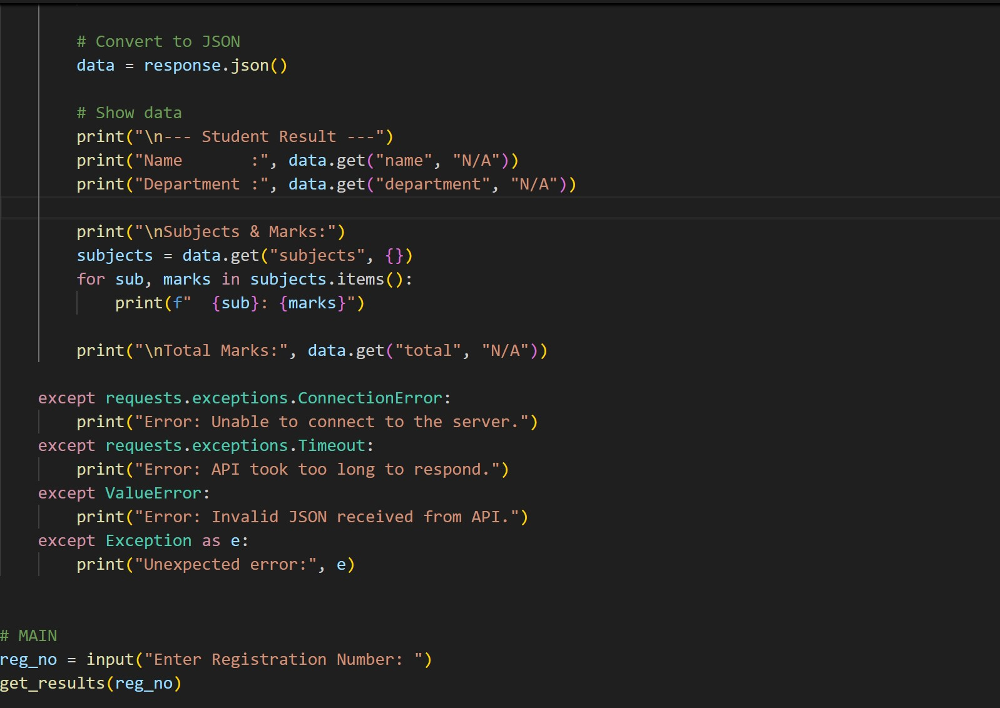 # Convert to JSON
data = response.json()
# Show data
print("\n--- Student Result ---")
print("Name       :", data.get("name", "N/A"))
print("Department :", data.get("department", "N/A"))
print("\nSubjects & Marks:")
subjects = data.get("subjects", {})
for sub, marks in subjects.items():
print(f"  {sub}: {marks}")
print("\nTotal Marks:", data.get("total", "N/A"))
except requests.exceptions.ConnectionError:
print("Error: Unable to connect to the server.")
except requests.exceptions.Timeout:
print("Error: API took too long to respond.")
except ValueError:
print("Error: Invalid JSON received from API.")
except Exception as e:
print("Unexpected error:", e)
# MAIN
reg_no = input("Enter Registration Number: ")
get_results(reg_no)